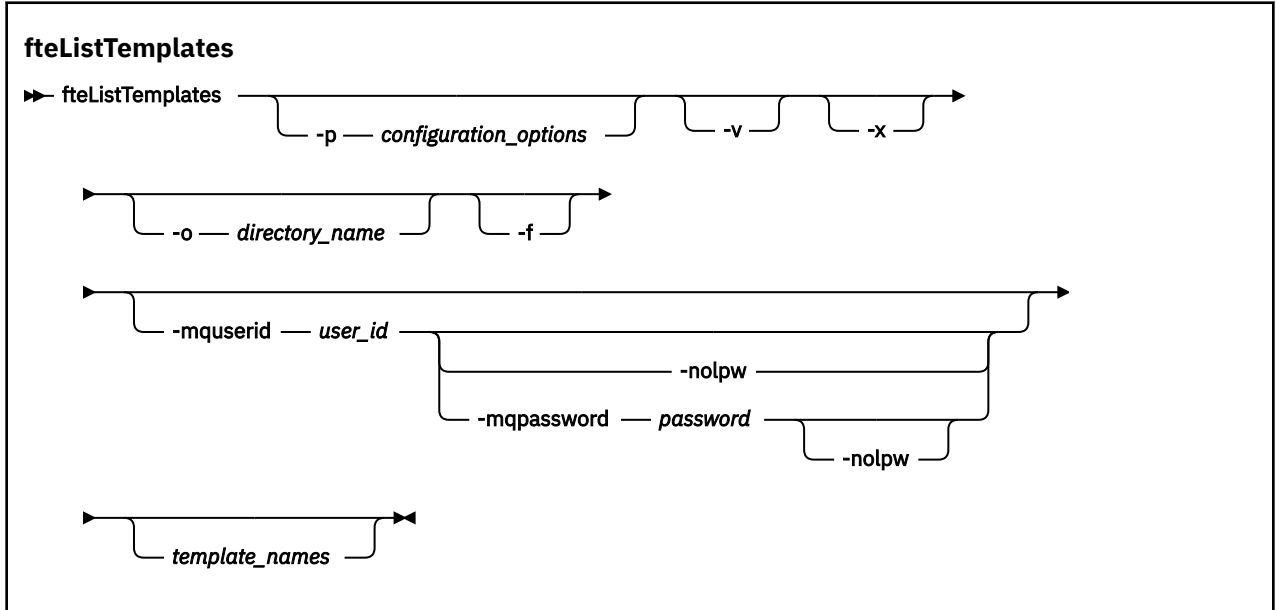 fteListTemplates
fteListTemplates
-p configuration_options -v -x
-o directory_name -f
-mquserid user_id
-nolpw
-mqpassword password
-nolpw
template_names